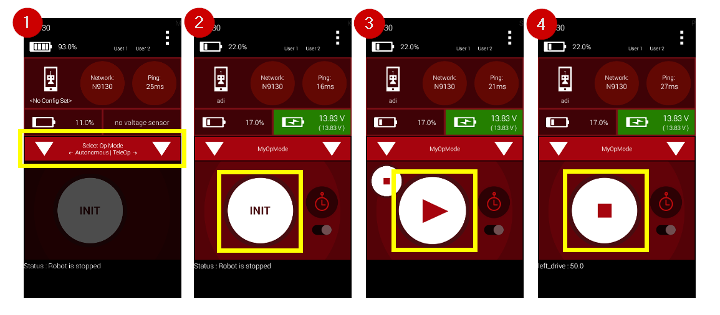 1
30
93.0%
User 1 User 2
Network:
N9130
Ping:
25ms
<No Config Set>
11.0%
no voltage sensor
Select Op Mode
← Autonomous | TeleOp →
INIT
Status : Robot is stopped
2
30
22.0%
User 1 User 2
Network:
N9130
Ping:
16ms
adi
17.0%
13.83 V
( 13.83 V )
MyOpMode
INIT
Status : Robot is stopped
3
30
22.0%
User 1 User 2
Network:
N9130
Ping:
21ms
adi
17.0%
13.83 V
( 13.83 V )
MyOpMode
4
30
22.0%
User 1 User 2
Network:
N9130
Ping:
27ms
adi
17.0%
13.83 V
( 13.83 V )
MyOpMode
left_drive : 50.0